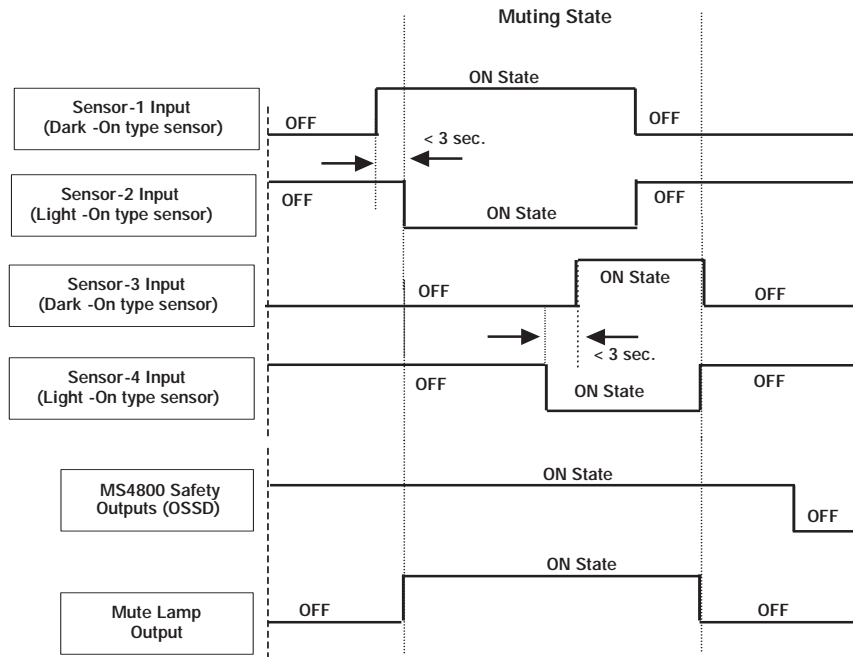 Muting State
Sensor-1 Input
(Dark -On type sensor)
OFF
ON State
OFF
< 3 sec.
Sensor-2 Input
(Light -On type sensor)
OFF
ON State
OFF
Sensor-3 Input
(Dark -On type sensor)
OFF
ON State
OFF
< 3 sec.
Sensor-4 Input
(Light -On type sensor)
OFF
ON State
OFF
MS4800 Safety
Outputs (OSSD)
ON State
OFF
Mute Lamp
Output
OFF
ON State
OFF